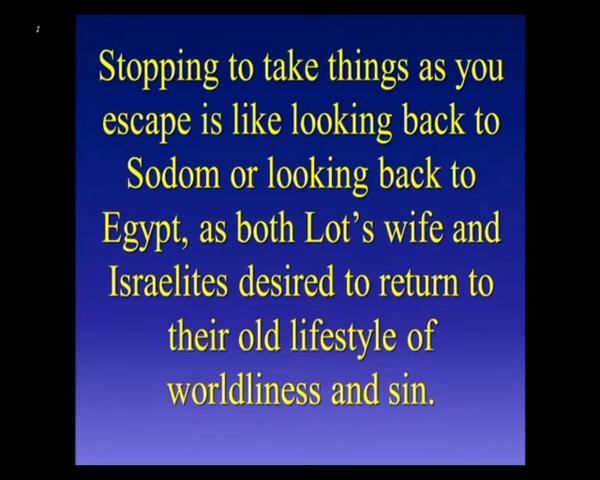 Stopping to take things as you
escape is like looking back to
Sodom or looking back to
Egypt, as both Lot’s wife and
Israelites desired to return to
their old lifestyle of
worldliness and sin.